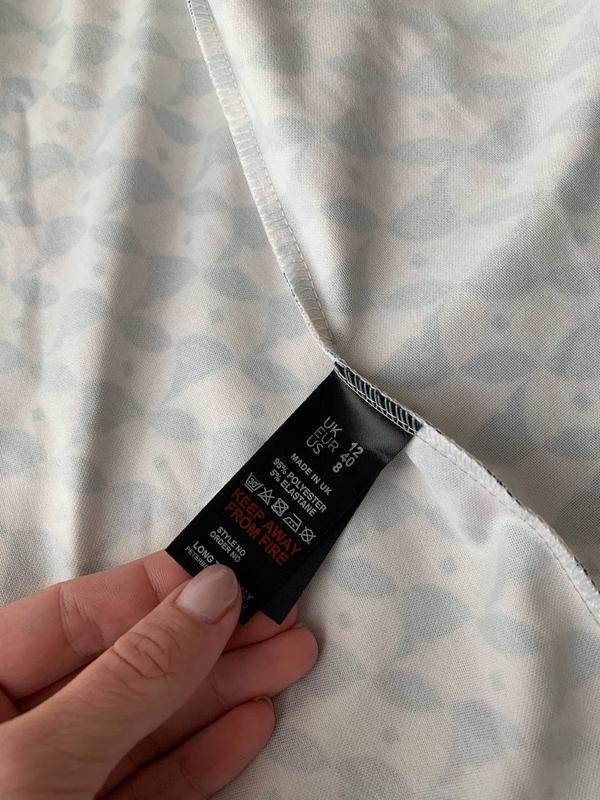 UK 12
EUR 40
US 8
MADE IN UK
95% POLYESTER
5% ELASTANE
30
KEEP AWAY
FROM FIRE
STYLE NO
ORDER NO
LONG